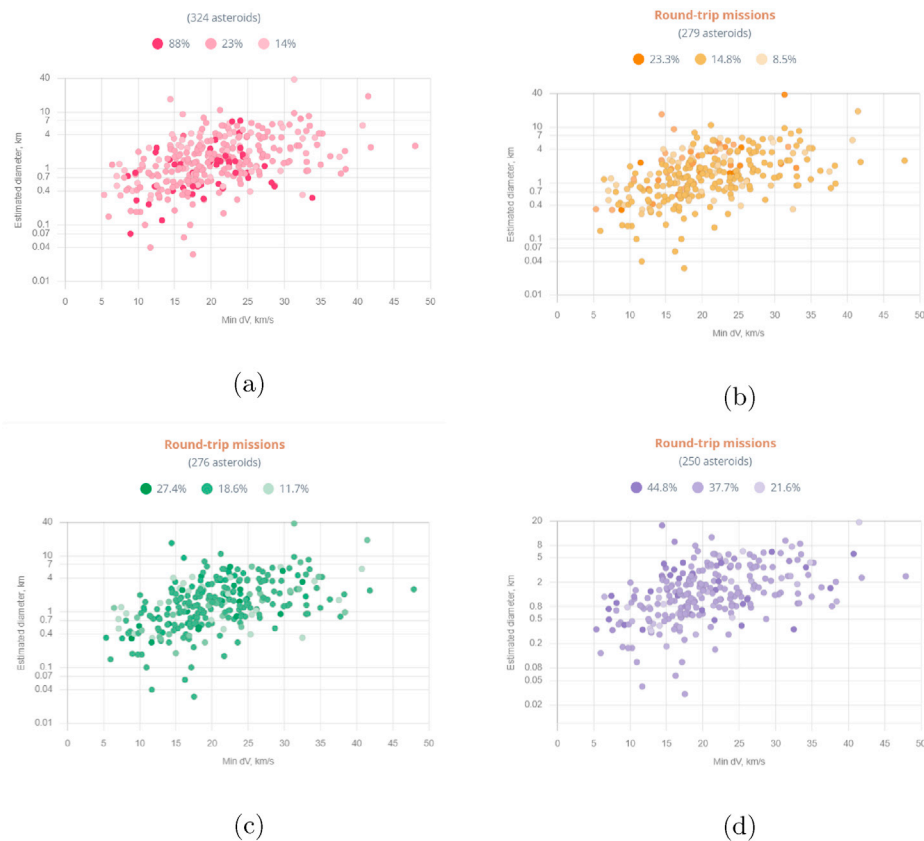 (324 asteroids)
88% 23% 14%
Estimated diameter, km
40
10
7
4
1
0.7
0.4
0.1
0.07
0.04
0.01
0 5 10 15 20 25 30 35 40 45 50
Min dV, km/s
(a)
Round-trip missions
(279 asteroids)
23.3% 14.8% 8.5%
Estimated diameter, km
40
10
7
4
1
0.7
0.4
0.1
0.07
0.04
0.01
0 5 10 15 20 25 30 35 40 45 50
Min dV, km/s
(b)
Round-trip missions
(276 asteroids)
27.4% 18.6% 11.7%
Estimated diameter, km
40
10
7
4
1
0.7
0.4
0.1
0.07
0.04
0.01
0 5 10 15 20 25 30 35 40 45 50
Min dV, km/s
(c)
Round-trip missions
(250 asteroids)
44.8% 37.7% 21.6%
Estimated diameter, km
20
8
5
2
0.8
0.5
0.2
0.08
0.05
0.02
0 5 10 15 20 25 30 35 40 45 50
Min dV, km/s
(d)